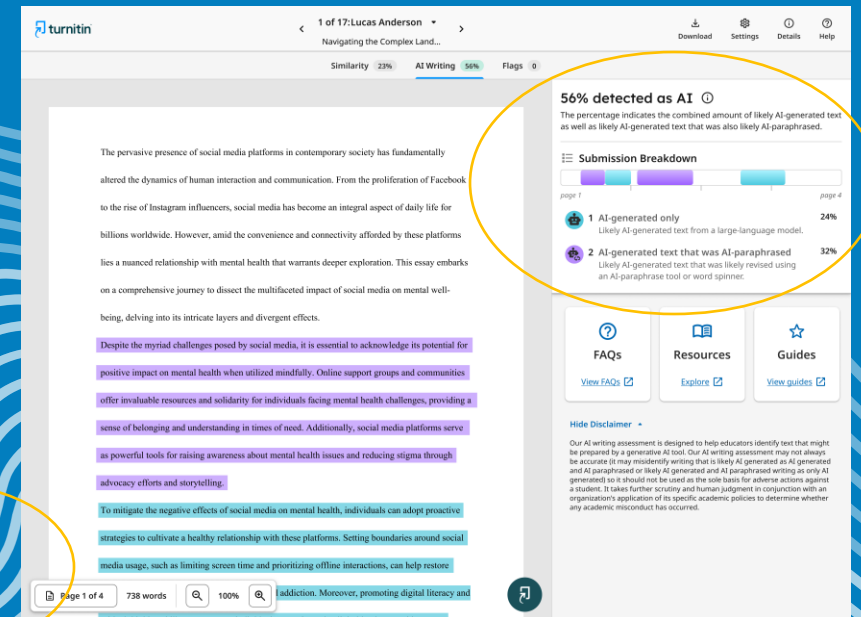 turnitin
1 of 17:Lucas Anderson
Navigating the Complex Land...
Download
Settings
Details
Help
Similarity 23%
AI Writing 56%
Flags 0
The pervasive presence of social media platforms in contemporary society has fundamentally
altered the dynamics of human interaction and communication. From the proliferation of Facebook
to the rise of Instagram influencers, social media has become an integral aspect of daily life for
billions worldwide. However, amid the convenience and connectivity afforded by these platforms
lies a nuanced relationship with mental health that warrants deeper exploration. This essay embarks
on a comprehensive journey to dissect the multifaceted impact of social media on mental well-
being, delving into its intricate layers and divergent effects.
Despite the myriad challenges posed by social media, it is essential to acknowledge its potential for
positive impact on mental health when utilized mindfully. Online support groups and communities
offer invaluable resources and solidarity for individuals facing mental health challenges, providing a
sense of belonging and understanding in times of need. Additionally, social media platforms serve
as powerful tools for raising awareness about mental health issues and reducing stigma through
advocacy efforts and storytelling.
To mitigate the negative effects of social media on mental health, individuals can adopt proactive
strategies to cultivate a healthy relationship with these platforms. Setting boundaries around social
media usage, such as limiting screen time and prioritizing offline interactions, can help restore
addiction. Moreover, promoting digital literacy and
Page 1 of 4
738 words
100%
56% detected as AI
The percentage indicates the combined amount of likely AI-generated text
as well as likely AI-generated text that was also likely AI-paraphrased.
Submission Breakdown
page 1
page 4
1 AI-generated only 24%
Likely AI-generated text from a large-language model.
2 AI-generated text that was AI-paraphrased 32%
Likely AI-generated text that was likely revised using
an AI-paraphrase tool or word spinner.
FAQs
View FAQs
Resources
Explore
Guides
View guides
Hide Disclaimer
Our AI writing assessment is designed to help educators identify text that might
be prepared by a generative AI tool. Our AI writing assessment may not always
be accurate (it may misidentify writing that is likely AI generated as AI generated
and AI paraphrased or likely AI generated and AI paraphrased writing as only AI
generated) so it should not be used as the sole basis for adverse actions against
a student. It takes further scrutiny and human judgment in conjunction with an
organization's application of its specific academic policies to determine whether
any academic misconduct has occurred.